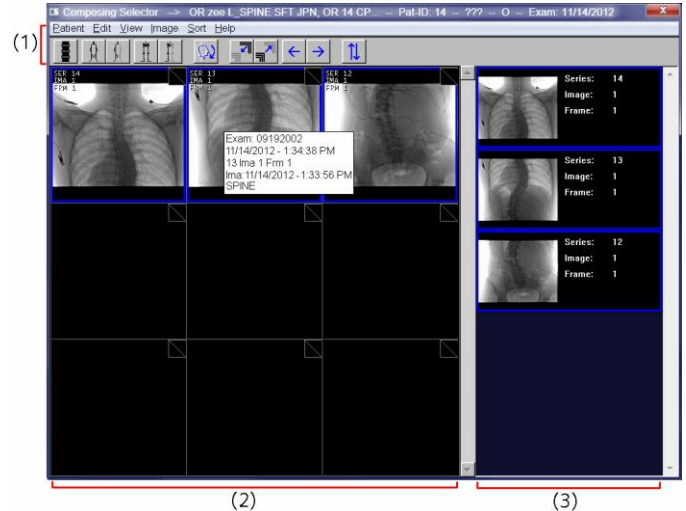 Composing Selector --> OR zee L_SPINE SFT JPN, OR 14 CP... -- Pat-ID: 14 -- ??? -- O -- Exam: 11/14/2012
(1)
Patient Edit View Image Sort Help
SER 14
IMA 1
FRM 1
SER 13
IMA 1
FRM 1
SER 12
IMA 1
FRM 1
Exam: 09192002
11/14/2012 - 1:34:38 PM
13 Ima 1 Frm 1
Ima 11/14/2012 - 1:33:56 PM
SPINE
Series: 14
Image: 1
Frame: 1
Series: 13
Image: 1
Frame: 1
Series: 12
Image: 1
Frame: 1
(2)
(3)